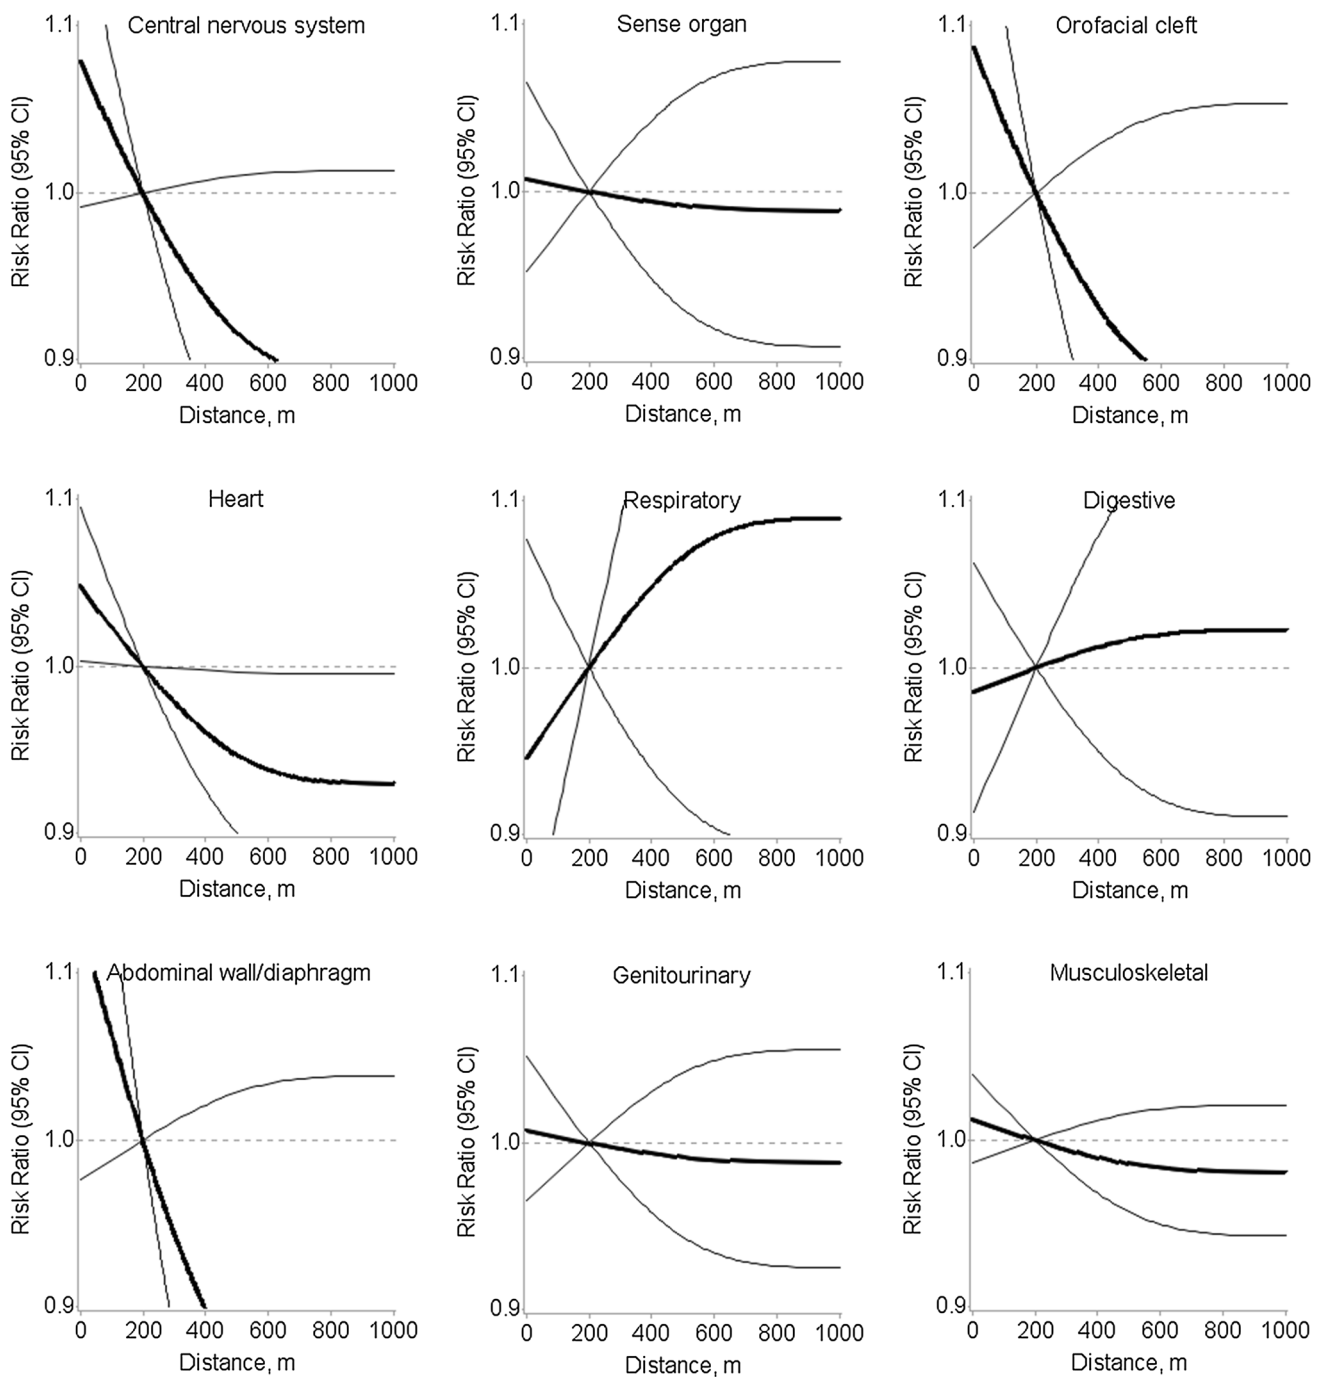 Central nervous system
1.1
1.0
0.9
Risk Ratio (95% CI)
0 200 400 600 800 1000
Distance, m
Sense organ
1.1
1.0
0.9
Risk Ratio (95% CI)
0 200 400 600 800 1000
Distance, m
Orofacial cleft
1.1
1.0
0.9
Risk Ratio (95% CI)
0 200 400 600 800 1000
Distance, m
Heart
1.1
1.0
0.9
Risk Ratio (95% CI)
0 200 400 600 800 1000
Distance, m
Respiratory
1.1
1.0
0.9
Risk Ratio (95% CI)
0 200 400 600 800 1000
Distance, m
Digestive
1.1
1.0
0.9
Risk Ratio (95% CI)
0 200 400 600 800 1000
Distance, m
Abdominal wall/diaphragm
1.1
1.0
0.9
Risk Ratio (95% CI)
0 200 400 600 800 1000
Distance, m
Genitourinary
1.1
1.0
0.9
Risk Ratio (95% CI)
0 200 400 600 800 1000
Distance, m
Musculoskeletal
1.1
1.0
0.9
Risk Ratio (95% CI)
0 200 400 600 800 1000
Distance, m